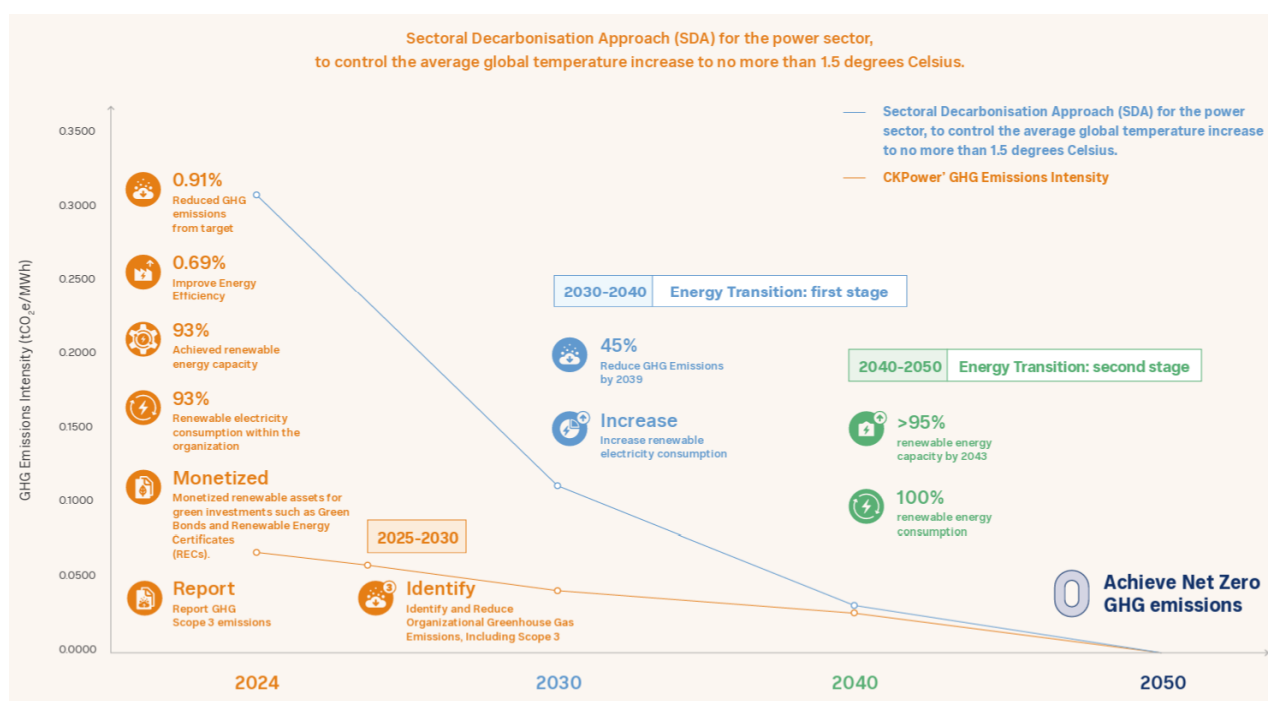 Sectoral Decarbonisation Approach (SDA) for the power sector,
to control the average global temperature increase to no more than 1.5 degrees Celsius.
Sectoral Decarbonisation Approach (SDA) for the power
sector, to control the average global temperature increase
to no more than 1.5 degrees Celsius.
CKPower' GHG Emissions Intensity
GHG Emissions Intensity (tCO2e/MWh)
0.3500
0.3000
0.2500
0.2000
0.1500
0.1000
0.0500
0.0000
0.91%
Reduced GHG
emissions
from target
0.69%
Improve Energy
Efficiency
93%
Achieved renewable
energy capacity
93%
Renewable electricity
consumption within the
organization
Monetized
Monetized renewable assets for
green investments such as Green
Bonds and Renewable Energy
Certificates
(RECs).
Report
Report GHG
Scope 3 emissions
2025-2030
3
Identify
Identify and Reduce
Organizational Greenhouse Gas
Emissions, Including Scope 3
2030-2040
Energy Transition: first stage
45%
Reduce GHG Emissions
by 2039
Increase
Increase renewable
electricity consumption
2040-2050
Energy Transition: second stage
>95%
renewable energy
capacity by 2043
100%
renewable energy
consumption
0
Achieve Net Zero
GHG emissions
2024
2030
2040
2050